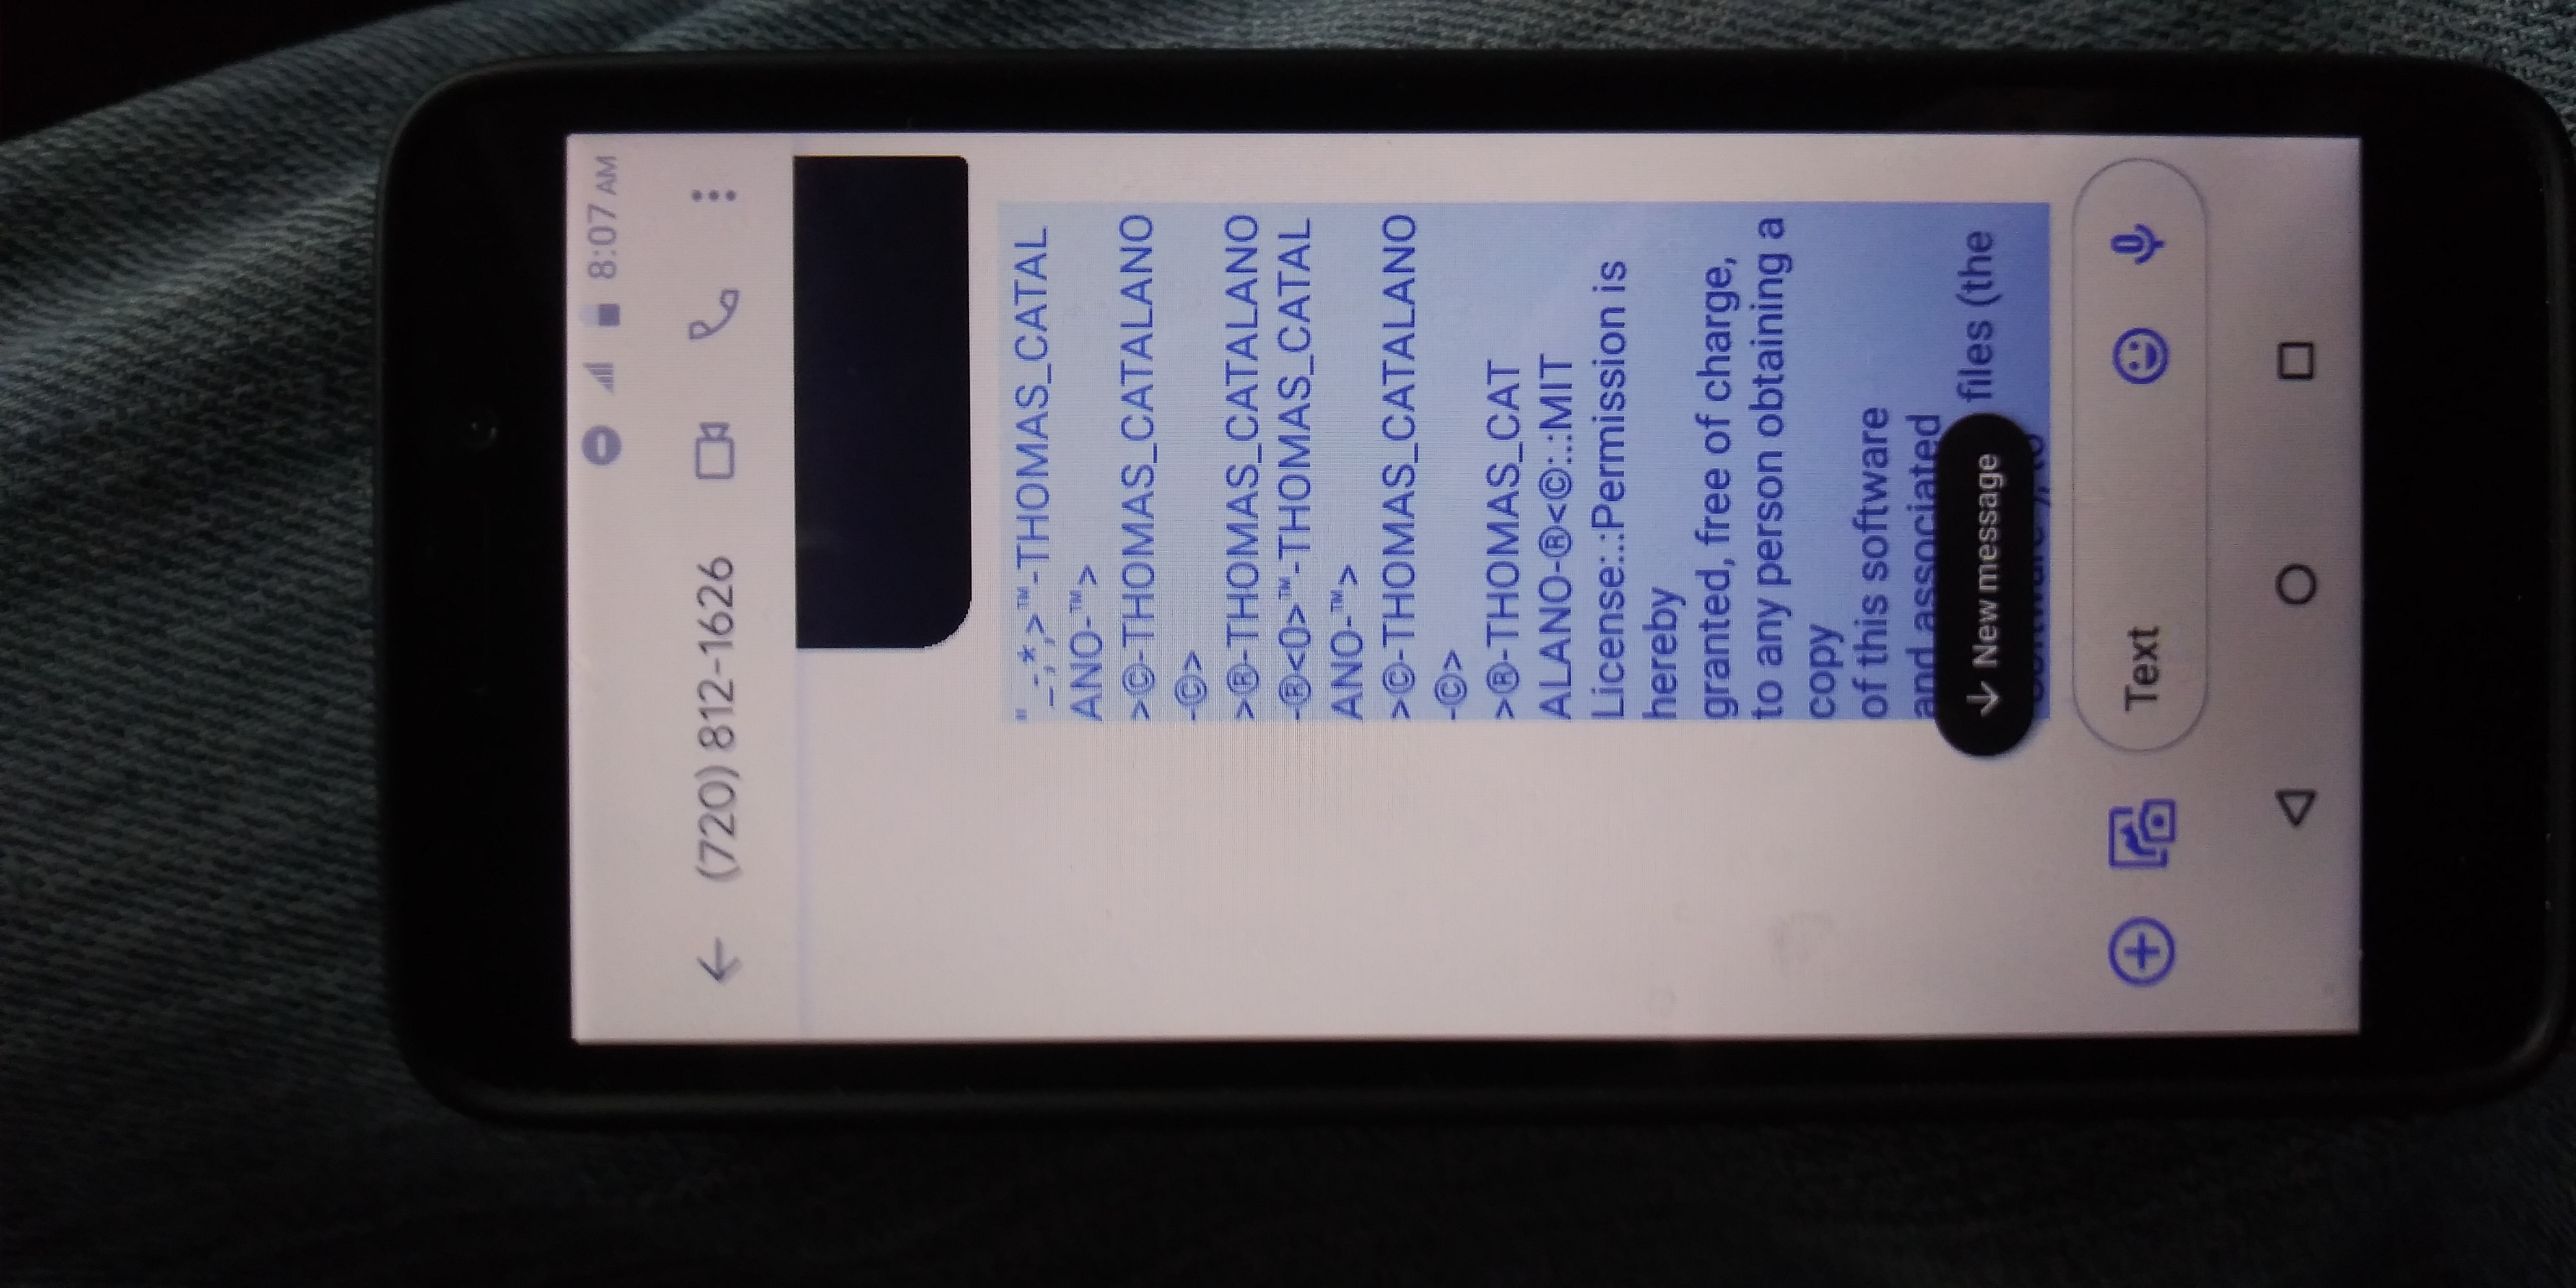 8:07 AM
(720) 812-1626
" _-;*,>™-THOMAS_CATAL
ANO-™>
>©-THOMAS_CATALANO
-©>
>®-THOMAS_CATALANO
-®<0>™-THOMAS_CATAL
ANO-™>
>©-THOMAS_CATALANO
-©>
>®-THOMAS_CAT
ALANO-®<©:.:MIT
License:.:Permission is
hereby
granted, free of charge,
to any person obtaining a
copy
of this software
and associated
files (the
New message
Text